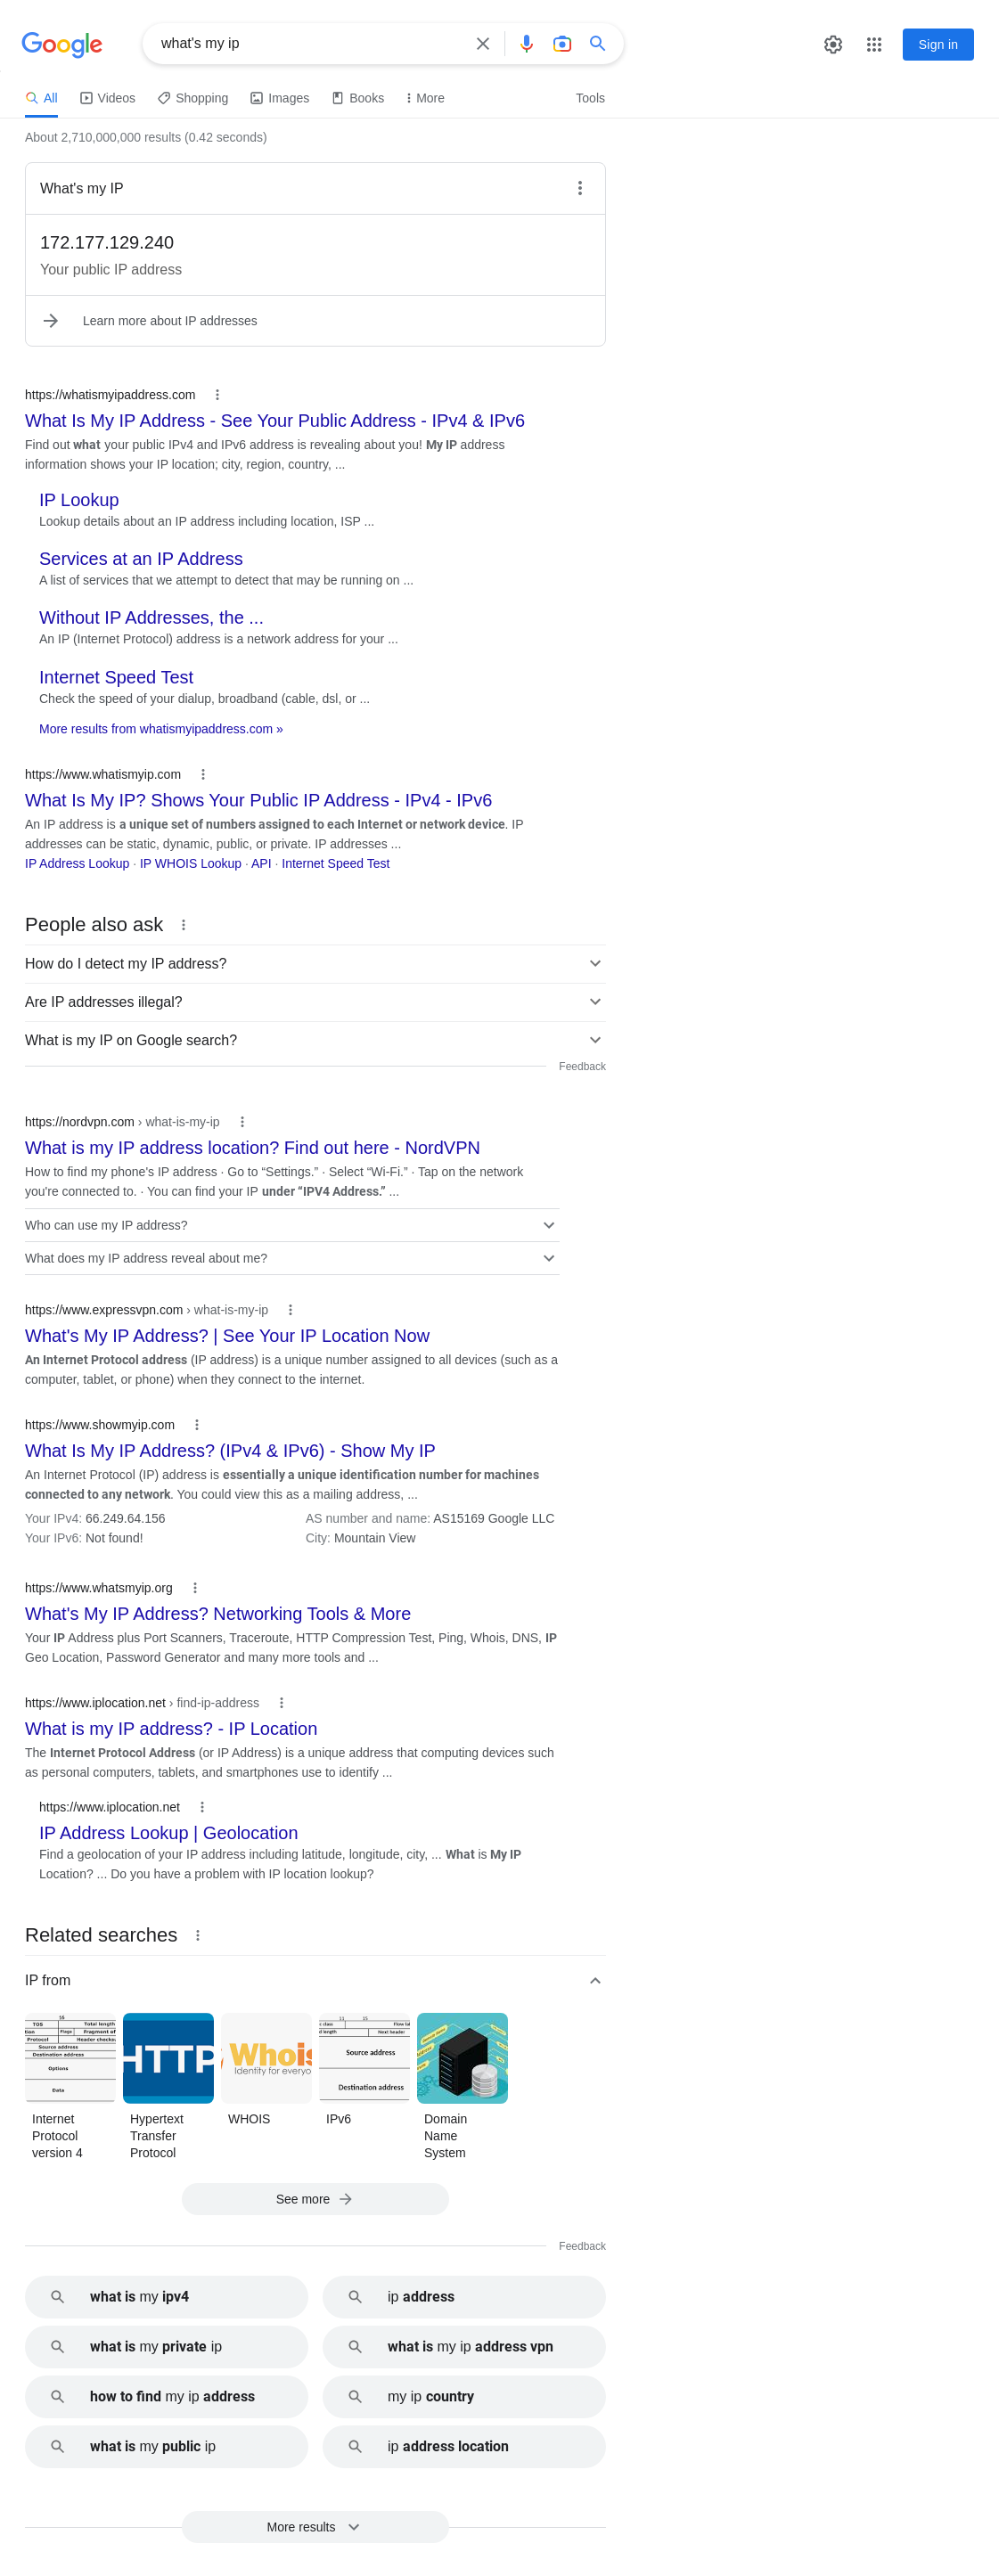 Google
what's my ip
Sign in
All Videos Shopping Images Books More Tools
About 2,710,000,000 results (0.42 seconds)
What's my IP
172.177.129.240
Your public IP address
Learn more about IP addresses
https://whatismyipaddress.com
What Is My IP Address - See Your Public Address - IPv4 & IPv6
Find out what your public IPv4 and IPv6 address is revealing about you! My IP address
information shows your IP location; city, region, country, ...
IP Lookup
Lookup details about an IP address including location, ISP ...
Services at an IP Address
A list of services that we attempt to detect that may be running on ...
Without IP Addresses, the ...
An IP (Internet Protocol) address is a network address for your ...
Internet Speed Test
Check the speed of your dialup, broadband (cable, dsl, or ...
More results from whatismyipaddress.com »
https://www.whatismyip.com
What Is My IP? Shows Your Public IP Address - IPv4 - IPv6
An IP address is a unique set of numbers assigned to each Internet or network device. IP
addresses can be static, dynamic, public, or private. IP addresses ...
IP Address Lookup · IP WHOIS Lookup · API · Internet Speed Test
People also ask
How do I detect my IP address?
Are IP addresses illegal?
What is my IP on Google search?
Feedback
https://nordvpn.com › what-is-my-ip
What is my IP address location? Find out here - NordVPN
How to find my phone's IP address · Go to “Settings.” · Select “Wi-Fi.” · Tap on the network
you're connected to. · You can find your IP under “IPV4 Address.” ...
Who can use my IP address?
What does my IP address reveal about me?
https://www.expressvpn.com › what-is-my-ip
What's My IP Address? | See Your IP Location Now
An Internet Protocol address (IP address) is a unique number assigned to all devices (such as a
computer, tablet, or phone) when they connect to the internet.
https://www.showmyip.com
What Is My IP Address? (IPv4 & IPv6) - Show My IP
An Internet Protocol (IP) address is essentially a unique identification number for machines
connected to any network. You could view this as a mailing address, ...
Your IPv4: 66.249.64.156 AS number and name: AS15169 Google LLC
Your IPv6: Not found! City: Mountain View
https://www.whatsmyip.org
What's My IP Address? Networking Tools & More
Your IP Address plus Port Scanners, Traceroute, HTTP Compression Test, Ping, Whois, DNS, IP
Geo Location, Password Generator and many more tools and ...
https://www.iplocation.net › find-ip-address
What is my IP address? - IP Location
The Internet Protocol Address (or IP Address) is a unique address that computing devices such
as personal computers, tablets, and smartphones use to identify ...
https://www.iplocation.net
IP Address Lookup | Geolocation
Find a geolocation of your IP address including latitude, longitude, city, ... What is My IP
Location? ... Do you have a problem with IP location lookup?
Related searches
IP from
16
TOS Total length
Flags Fragment of
Protocol Header checks
Source address
Destination address
Options
Data
HTTP
Whois
Identity for everyo
11 15
class Flow la
d length Next header
Source address
Destination address
Internet
Protocol
version 4
Hypertext
Transfer
Protocol
WHOIS
IPv6
Domain
Name
System
See more
Feedback
what is my ipv4
ip address
what is my private ip
what is my ip address vpn
how to find my ip address
my ip country
what is my public ip
ip address location
More results